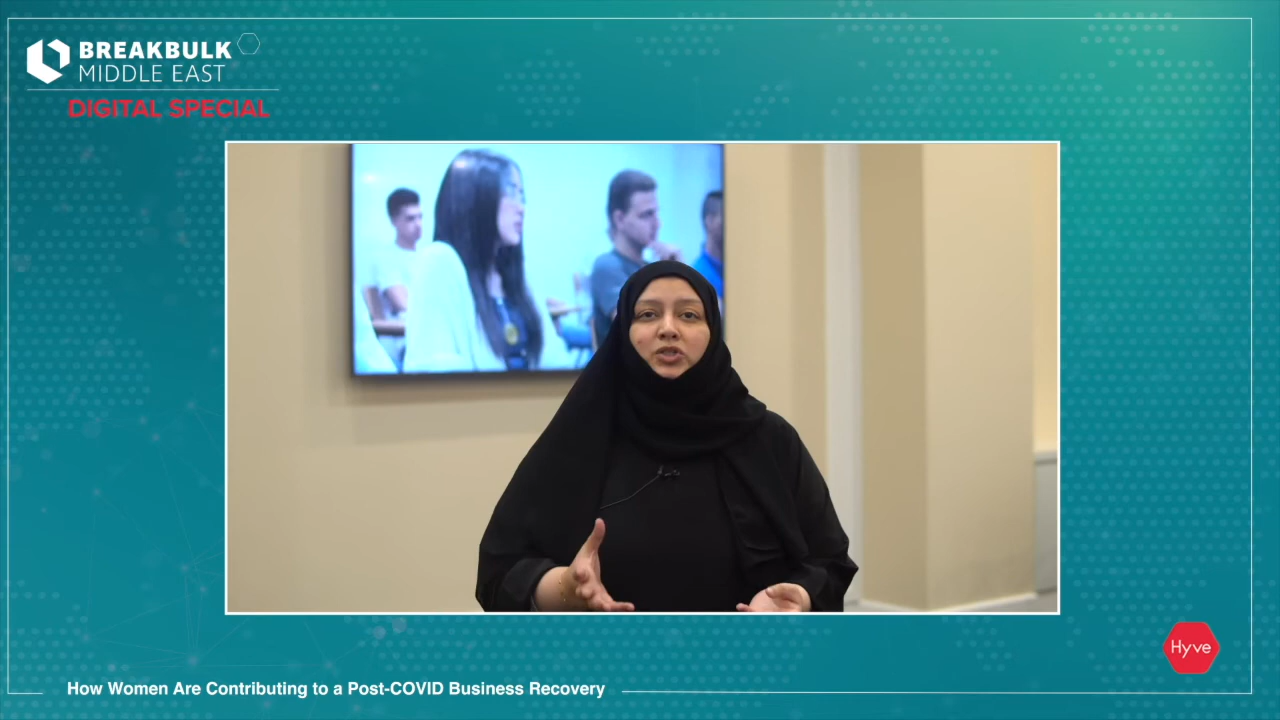 BREAKBULK
MIDDLE EAST
DIGITAL SPECIAL
Hyve
How Women Are Contributing to a Post-COVID Business Recovery